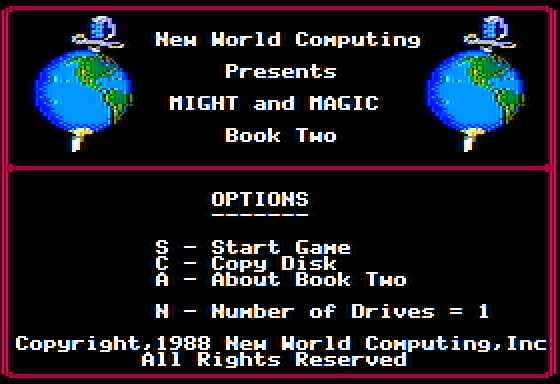 New World Computing
Presents
MIGHT and MAGIC
Book Two
OPTIONS
-------
S - Start Game
C - Copy Disk
A - About Book Two
N - Number of Drives = 1
Copyright,1988 New World Computing,Inc
All Rights Reserved